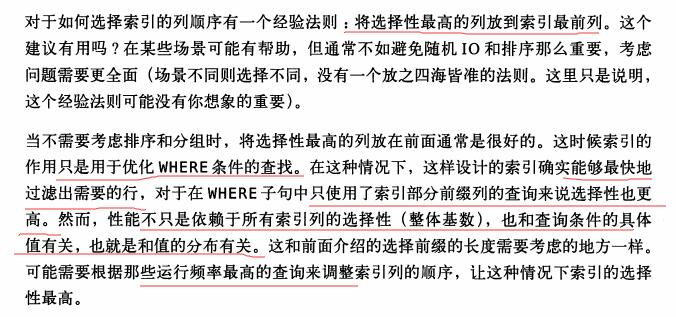 对于如何选择索引的列顺序有一个经验法则：将选择性最高的列放到索引最前列。这个
建议有用吗？在某些场景可能有帮助，但通常不如避免随机 IO 和排序那么重要，考虑
问题需要更全面（场景不同则选择不同，没有一个放之四海皆准的法则。这里只是说明，
这个经验法则可能没有你想象的重要）。
当不需要考虑排序和分组时，将选择性最高的列放在前面通常是很好的。这时候索引的
作用只是用于优化 WHERE 条件的查找。在这种情况下，这样设计的索引确实能够最快地
过滤出需要的行，对于在 WHERE 子句中只使用了索引部分前缀列的查询来说选择性也更
高。然而，性能不只是依赖于所有索引列的选择性（整体基数），也和查询条件的具体
值有关，也就是和值的分布有关。这和前面介绍的选择前缀的长度需要考虑的地方一样。
可能需要根据那些运行频率最高的查询来调整索引列的顺序，让这种情况下索引的选择
性最高。